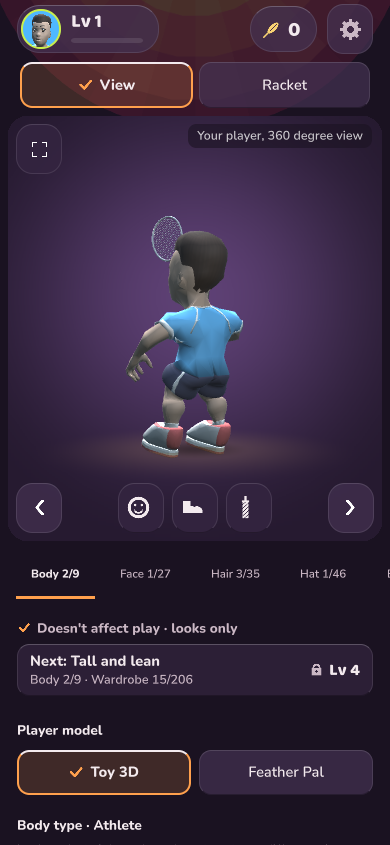 Lv 1
0
View
Racket
Your player, 360 degree view
Body 2/9
Face 1/27
Hair 3/35
Hat 1/46
Doesn't affect play · looks only
Next: Tall and lean
Body 2/9 · Wardrobe 15/206
Lv 4
Player model
Toy 3D
Feather Pal
Body type · Athlete